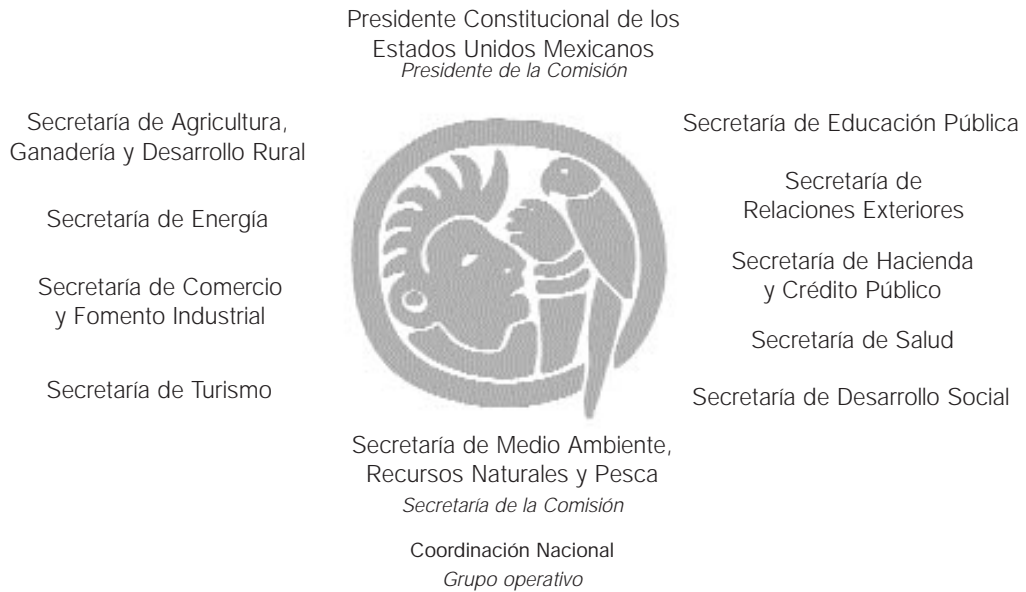 Presidente Constitucional de los
Estados Unidos Mexicanos
Presidente de la Comisión
Secretaría de Agricultura,
Ganadería y Desarrollo Rural
Secretaría de Energía
Secretaría de Comercio
y Fomento Industrial
Secretaría de Turismo
Secretaría de Educación Pública
Secretaría de
Relaciones Exteriores
Secretaría de Hacienda
y Crédito Público
Secretaría de Salud
Secretaría de Desarrollo Social
Secretaría de Medio Ambiente,
Recursos Naturales y Pesca
Secretaría de la Comisión
Coordinación Nacional
Grupo operativo